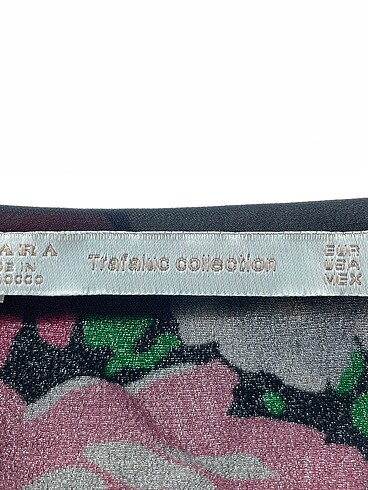 ARA
DE IN
OCCO
Trafaluc collection
EUR
USA
MEX